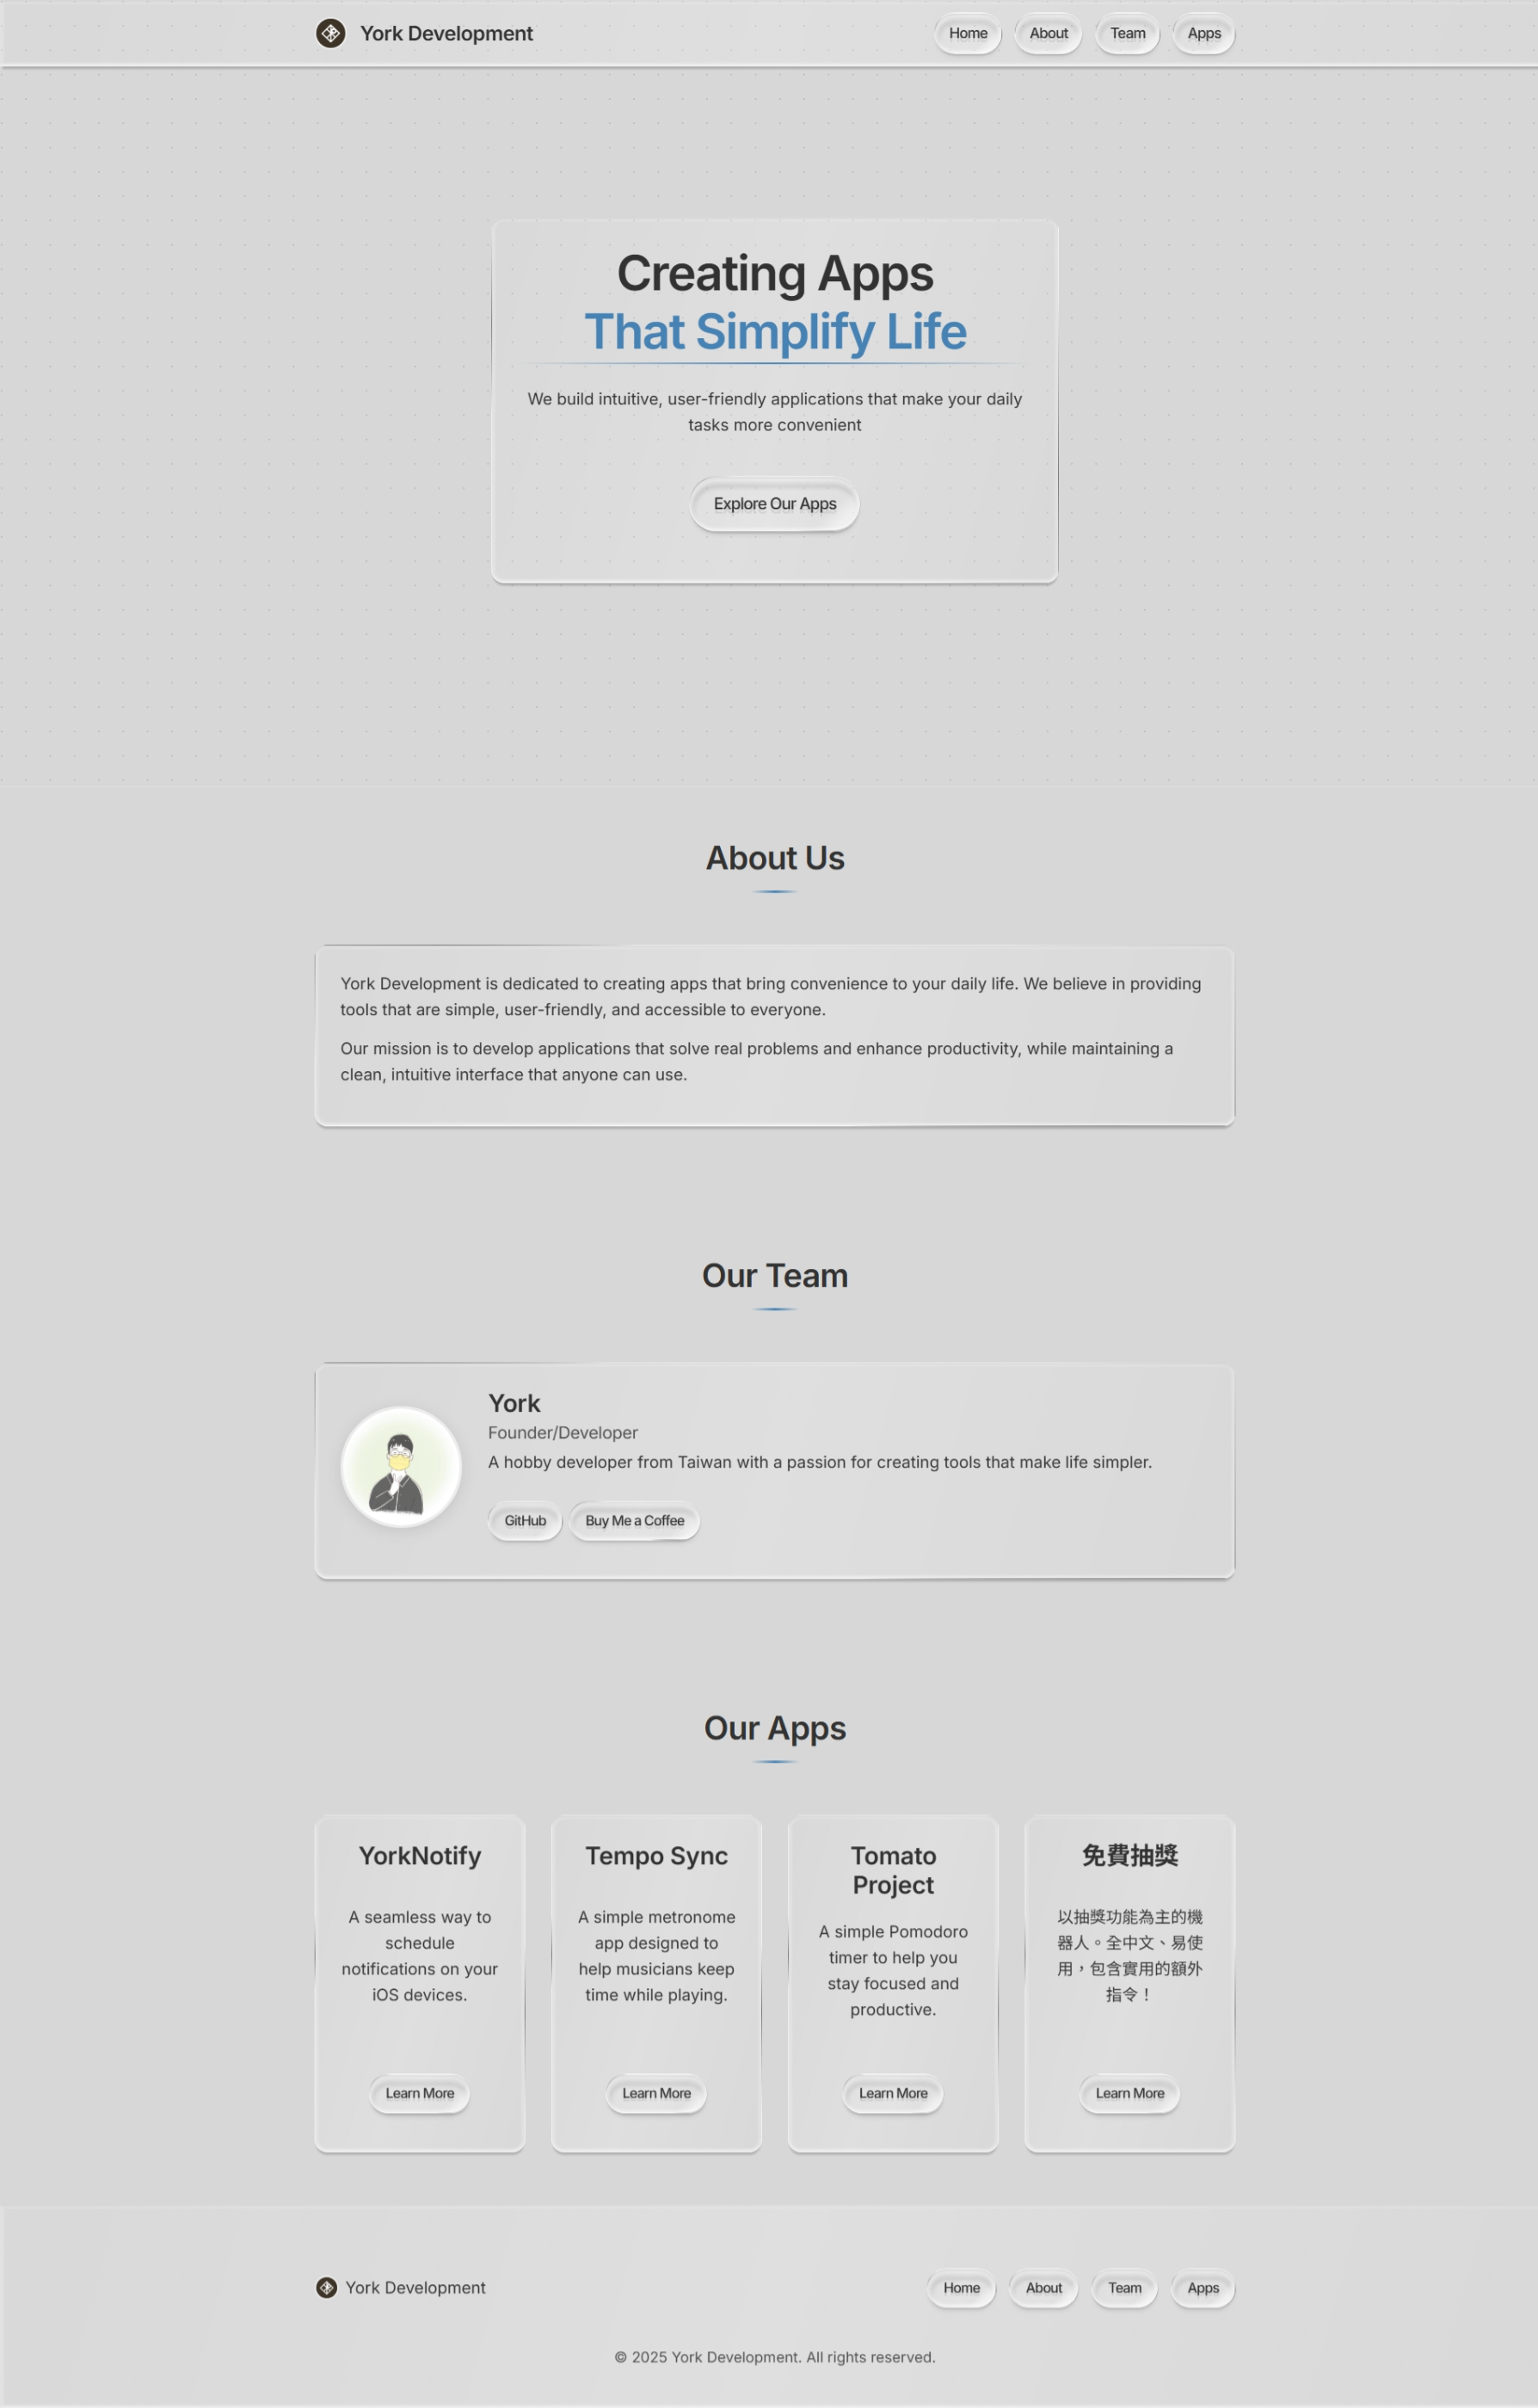 York Development
Home
About
Team
Apps
Creating Apps
That Simplify Life
We build intuitive, user-friendly applications that make your daily
tasks more convenient
Explore Our Apps
About Us
York Development is dedicated to creating apps that bring convenience to your daily life. We believe in providing
tools that are simple, user-friendly, and accessible to everyone.
Our mission is to develop applications that solve real problems and enhance productivity, while maintaining a
clean, intuitive interface that anyone can use.
Our Team
York
Founder/Developer
A hobby developer from Taiwan with a passion for creating tools that make life simpler.
GitHub
Buy Me a Coffee
Our Apps
YorkNotify
A seamless way to
schedule
notifications on your
iOS devices.
Learn More
Tempo Sync
A simple metronome
app designed to
help musicians keep
time while playing.
Learn More
Tomato
Project
A simple Pomodoro
timer to help you
stay focused and
productive.
Learn More
免費抽獎
以抽獎功能為主的機
器人。全中文、易使
用，包含實用的額外
指令！
Learn More
York Development
Home
About
Team
Apps
© 2025 York Development. All rights reserved.